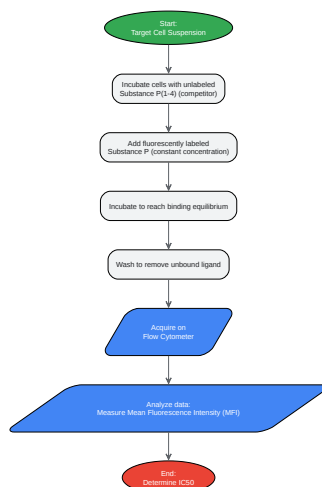 Start:
Target Cell Suspension
Incubate cells with unlabeled
Substance P(1-4) (competitor)
Add fluorescently labeled
Substance P (constant concentration)
Incubate to reach binding equilibrium
Wash to remove unbound ligand
Acquire on
Flow Cytometer
Analyze data:
Measure Mean Fluorescence Intensity (MFI)
End:
Determine IC50